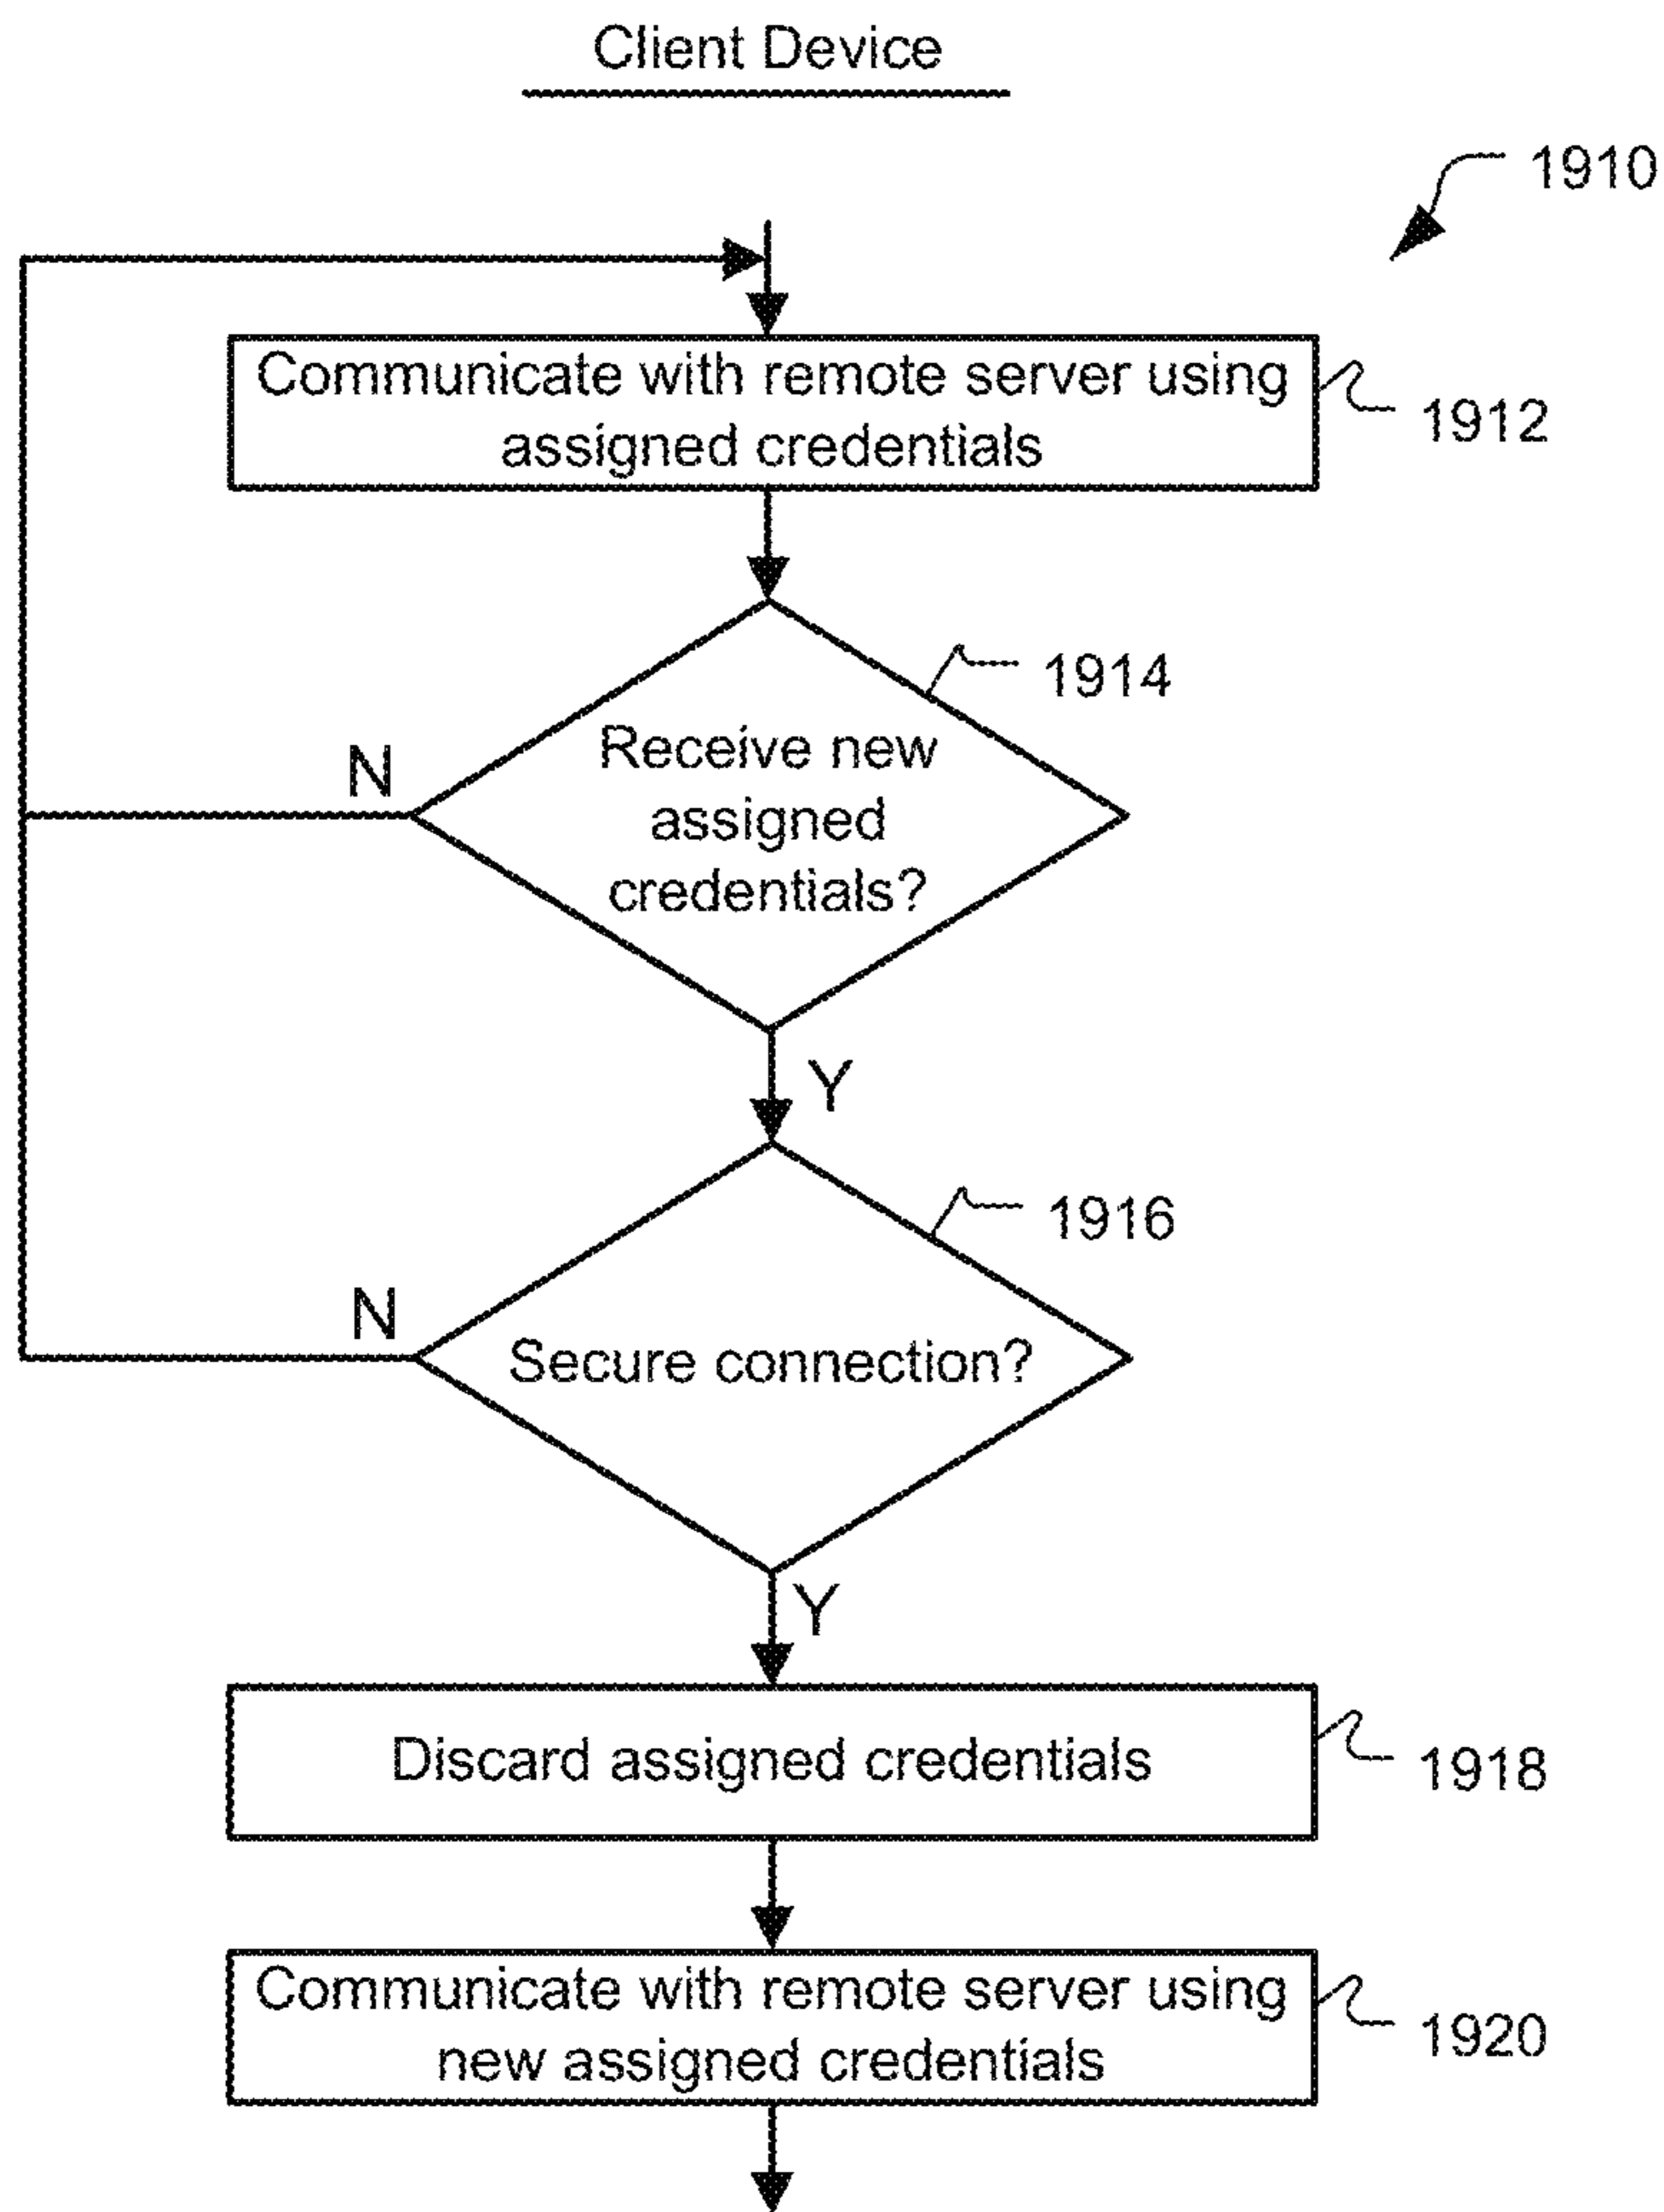 Client Device
1910
Communicate with remote server using
assigned credentials
1912
1914
Receive new
assigned
credentials?
N
Y
1916
Secure connection?
N
Y
Discard assigned credentials
1918
Communicate with remote server using
new assigned credentials
1920